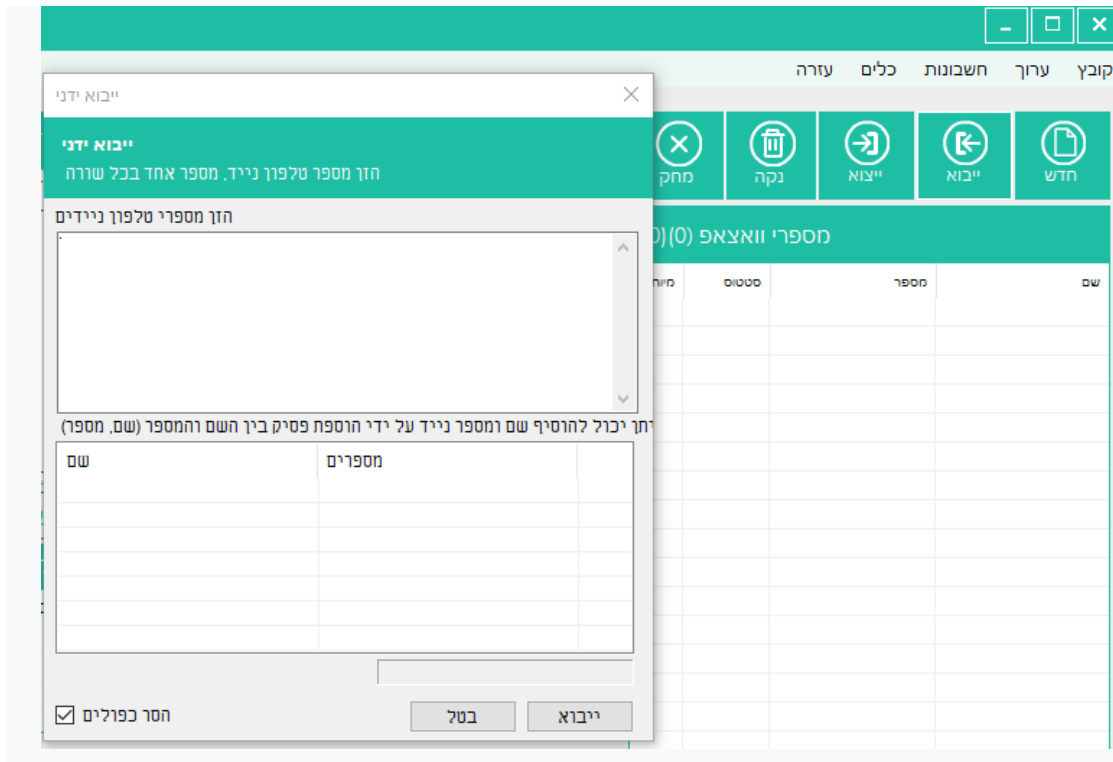 קובץ ערוך חשבונות כלים עזרה
חדש ייבוא ייצוא נקה מחק
מספרי וואצאפ (0)
שם מספר סטטוס
ייבוא ידני
ייבוא ידני
הזן מספר טלפון נייד, מספר אחד בכל שורה
הזן מספרי טלפון ניידים
יכול להוסיף שם ומספר נייד על ידי הוספת פסיק בין השם והמספר (שם, מספר)
שם מספרים
הסר כפולים
בטל
ייבוא